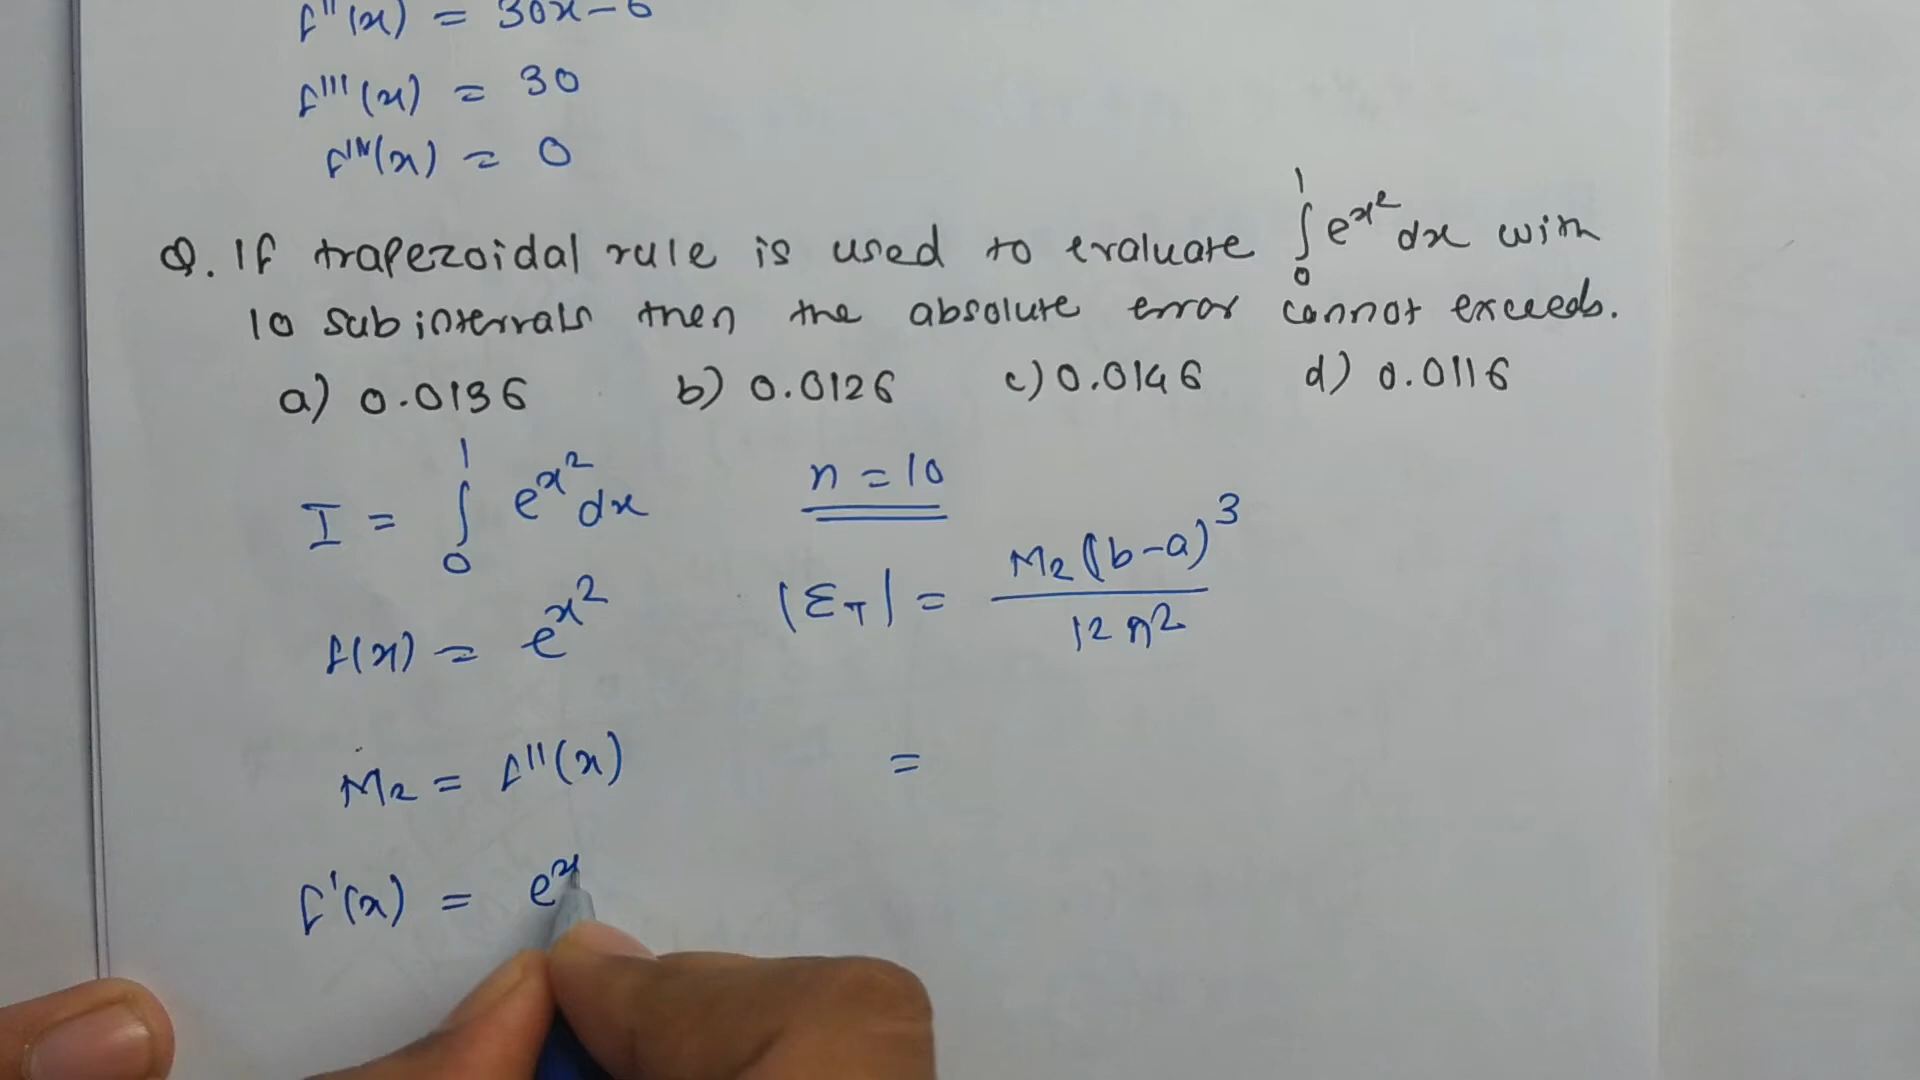 f''(x) = 30x-6
f'''(x) = 30
f'ᴺ(x) = 0
Q. If trapezoidal rule is used to evaluate ∫₀¹ e^{x²} dx with
10 subintervals then the absolute error cannot exceeds.
a) 0.0136 b) 0.0126 c) 0.0146 d) 0.0116
I = ∫₀¹ e^{x²} dx n = 10
f(x) = e^{x²} |ε_T| = M₂(b-a)³ / 12n²
M₂ = f''(x) =
f'(x) = e^x